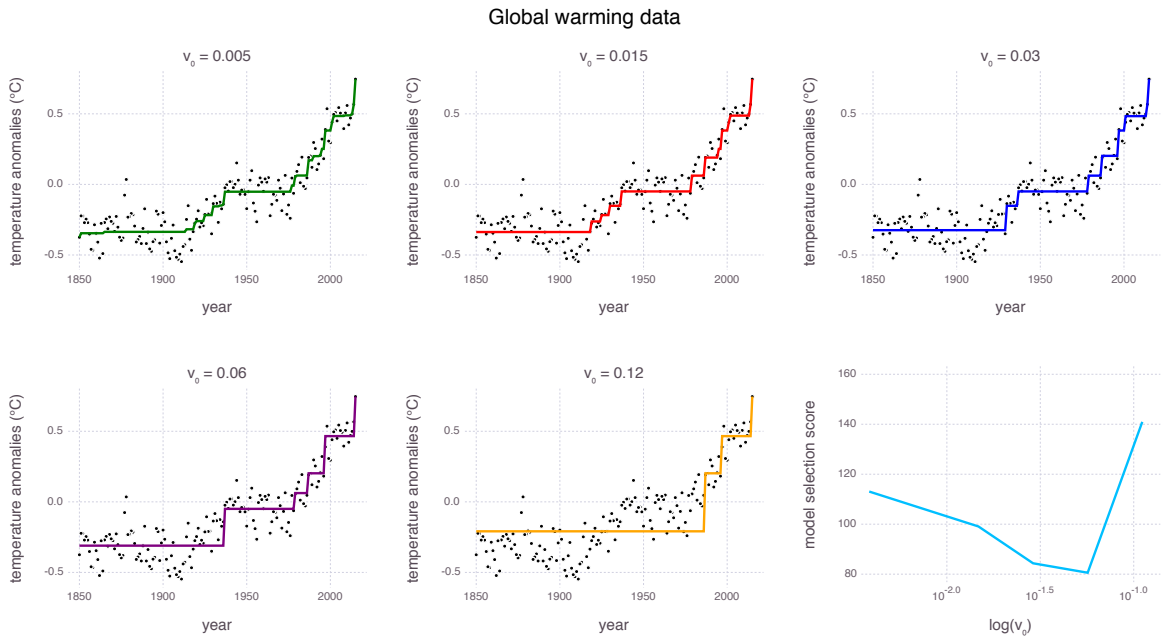 Global warming data
v₀ = 0.005
temperature anomalies (°C)
0.5
0.0
-0.5
1850 1900 1950 2000
year
v₀ = 0.015
temperature anomalies (°C)
0.5
0.0
-0.5
1850 1900 1950 2000
year
v₀ = 0.03
temperature anomalies (°C)
0.5
0.0
-0.5
1850 1900 1950 2000
year
v₀ = 0.06
temperature anomalies (°C)
0.5
0.0
-0.5
1850 1900 1950 2000
year
v₀ = 0.12
temperature anomalies (°C)
0.5
0.0
-0.5
1850 1900 1950 2000
year
model selection score
160
140
120
100
80
10⁻²·⁰ 10⁻¹·⁵ 10⁻¹·⁰
log(v₀)